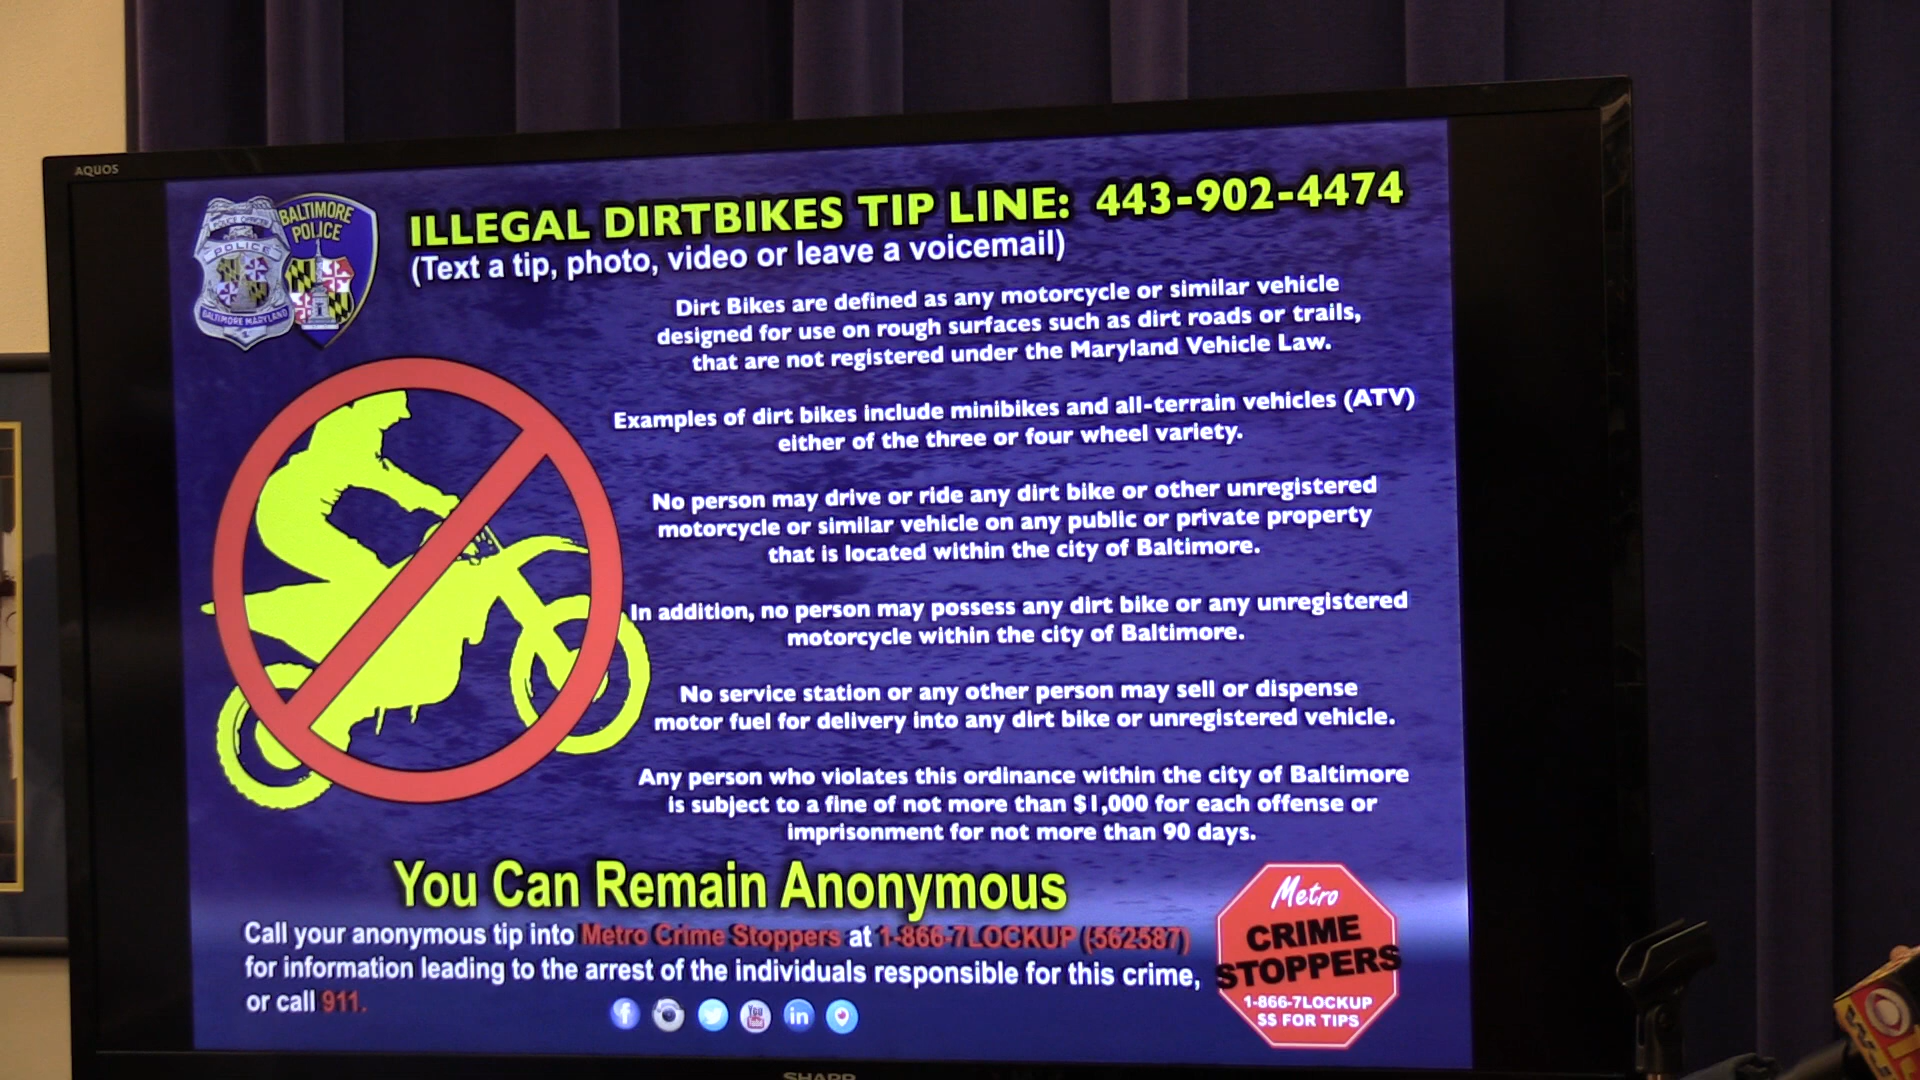 AQUOS
POLICE OFFICER
POLICE
BALTIMORE MARYLAND
BALTIMORE
POLICE
ILLEGAL DIRTBIKES TIP LINE: 443-902-4474
(Text a tip, photo, video or leave a voicemail)
Dirt Bikes are defined as any motorcycle or similar vehicle
designed for use on rough surfaces such as dirt roads or trails,
that are not registered under the Maryland Vehicle Law.
Examples of dirt bikes include minibikes and all-terrain vehicles (ATV)
either of the three or four wheel variety.
No person may drive or ride any dirt bike or other unregistered
motorcycle or similar vehicle on any public or private property
that is located within the city of Baltimore.
In addition, no person may possess any dirt bike or any unregistered
motorcycle within the city of Baltimore.
No service station or any other person may sell or dispense
motor fuel for delivery into any dirt bike or unregistered vehicle.
Any person who violates this ordinance within the city of Baltimore
is subject to a fine of not more than $1,000 for each offense or
imprisonment for not more than 90 days.
You Can Remain Anonymous
Call your anonymous tip into Metro Crime Stoppers at 1-866-7LOCKUP (562587)
for information leading to the arrest of the individuals responsible for this crime,
or call 911.
Metro
CRIME
STOPPERS
1-866-7LOCKUP
$$ FOR TIPS
f
You
Tube
in
SHARP